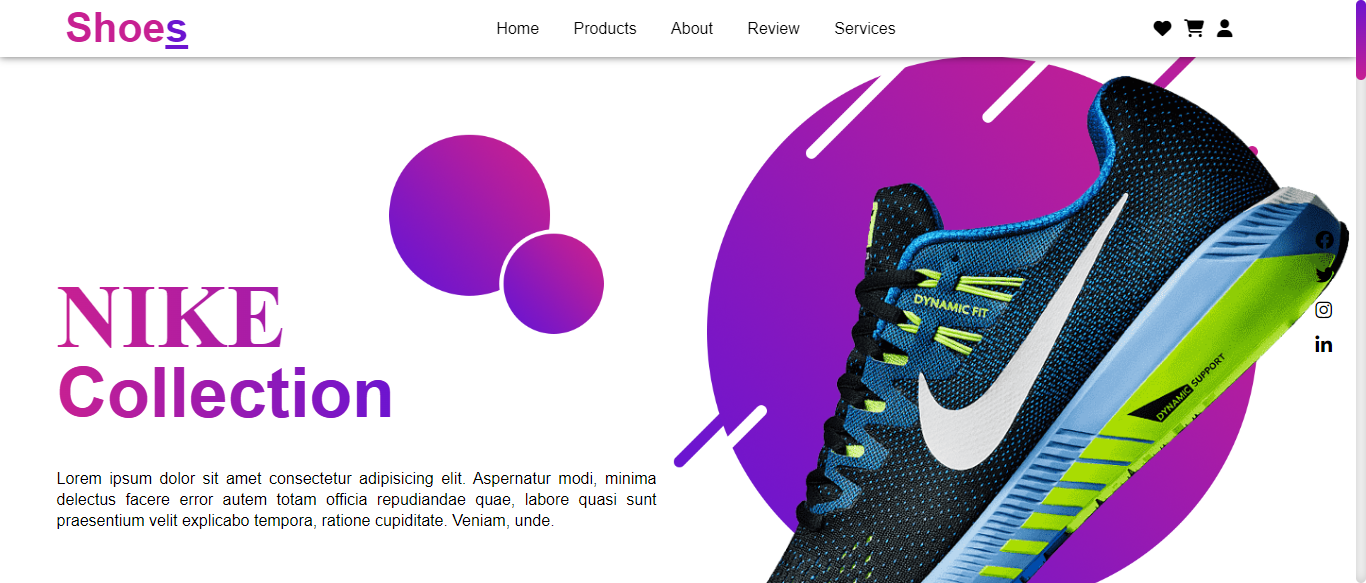 Shoes
Home Products About Review Services
NIKE
Collection
Lorem ipsum dolor sit amet consectetur adipisicing elit. Aspernatur modi, minima
delectus facere error autem totam officia repudiandae quae, labore quasi sunt
praesentium velit explicabo tempora, ratione cupiditate. Veniam, unde.
DYNAMIC FIT
DYNAMIC SUPPORT
in